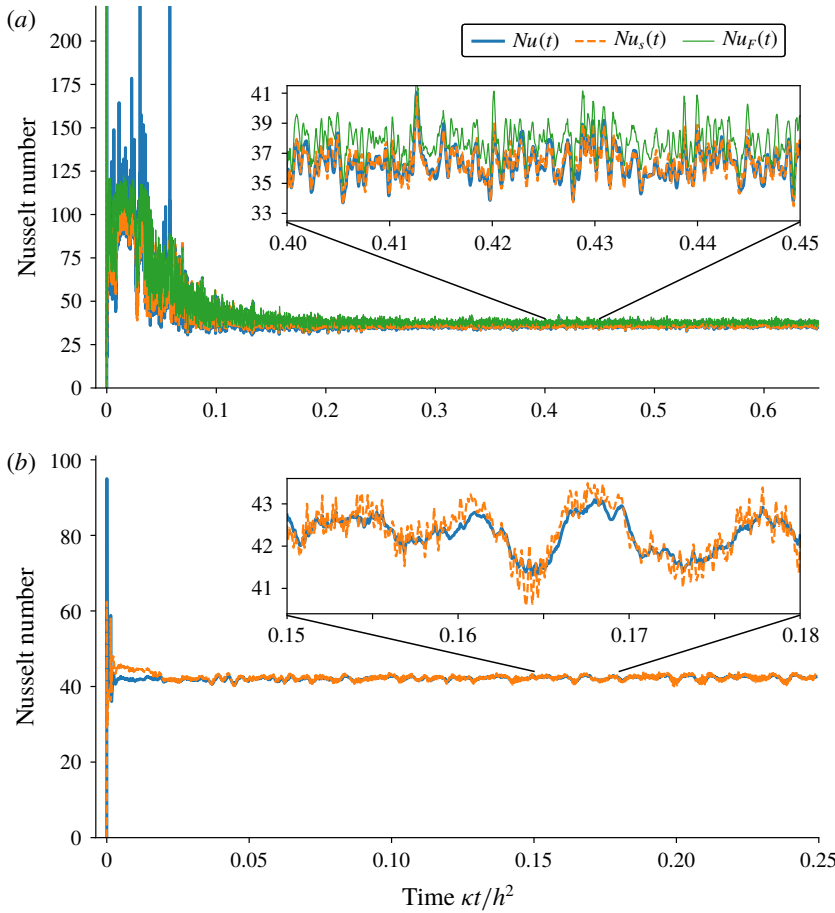 (a)
220
200
175
150
125
100
75
50
25
0
Nusselt number
Nu(t) Nu_s(t) Nu_F(t)
41
39
37
35
33
0.40 0.41 0.42 0.43 0.44 0.45
0 0.1 0.2 0.3 0.4 0.5 0.6
(b)
100
80
60
40
20
0
Nusselt number
43
42
41
0.15 0.16 0.17 0.18
0 0.05 0.10 0.15 0.20 0.25
Time κt/h²